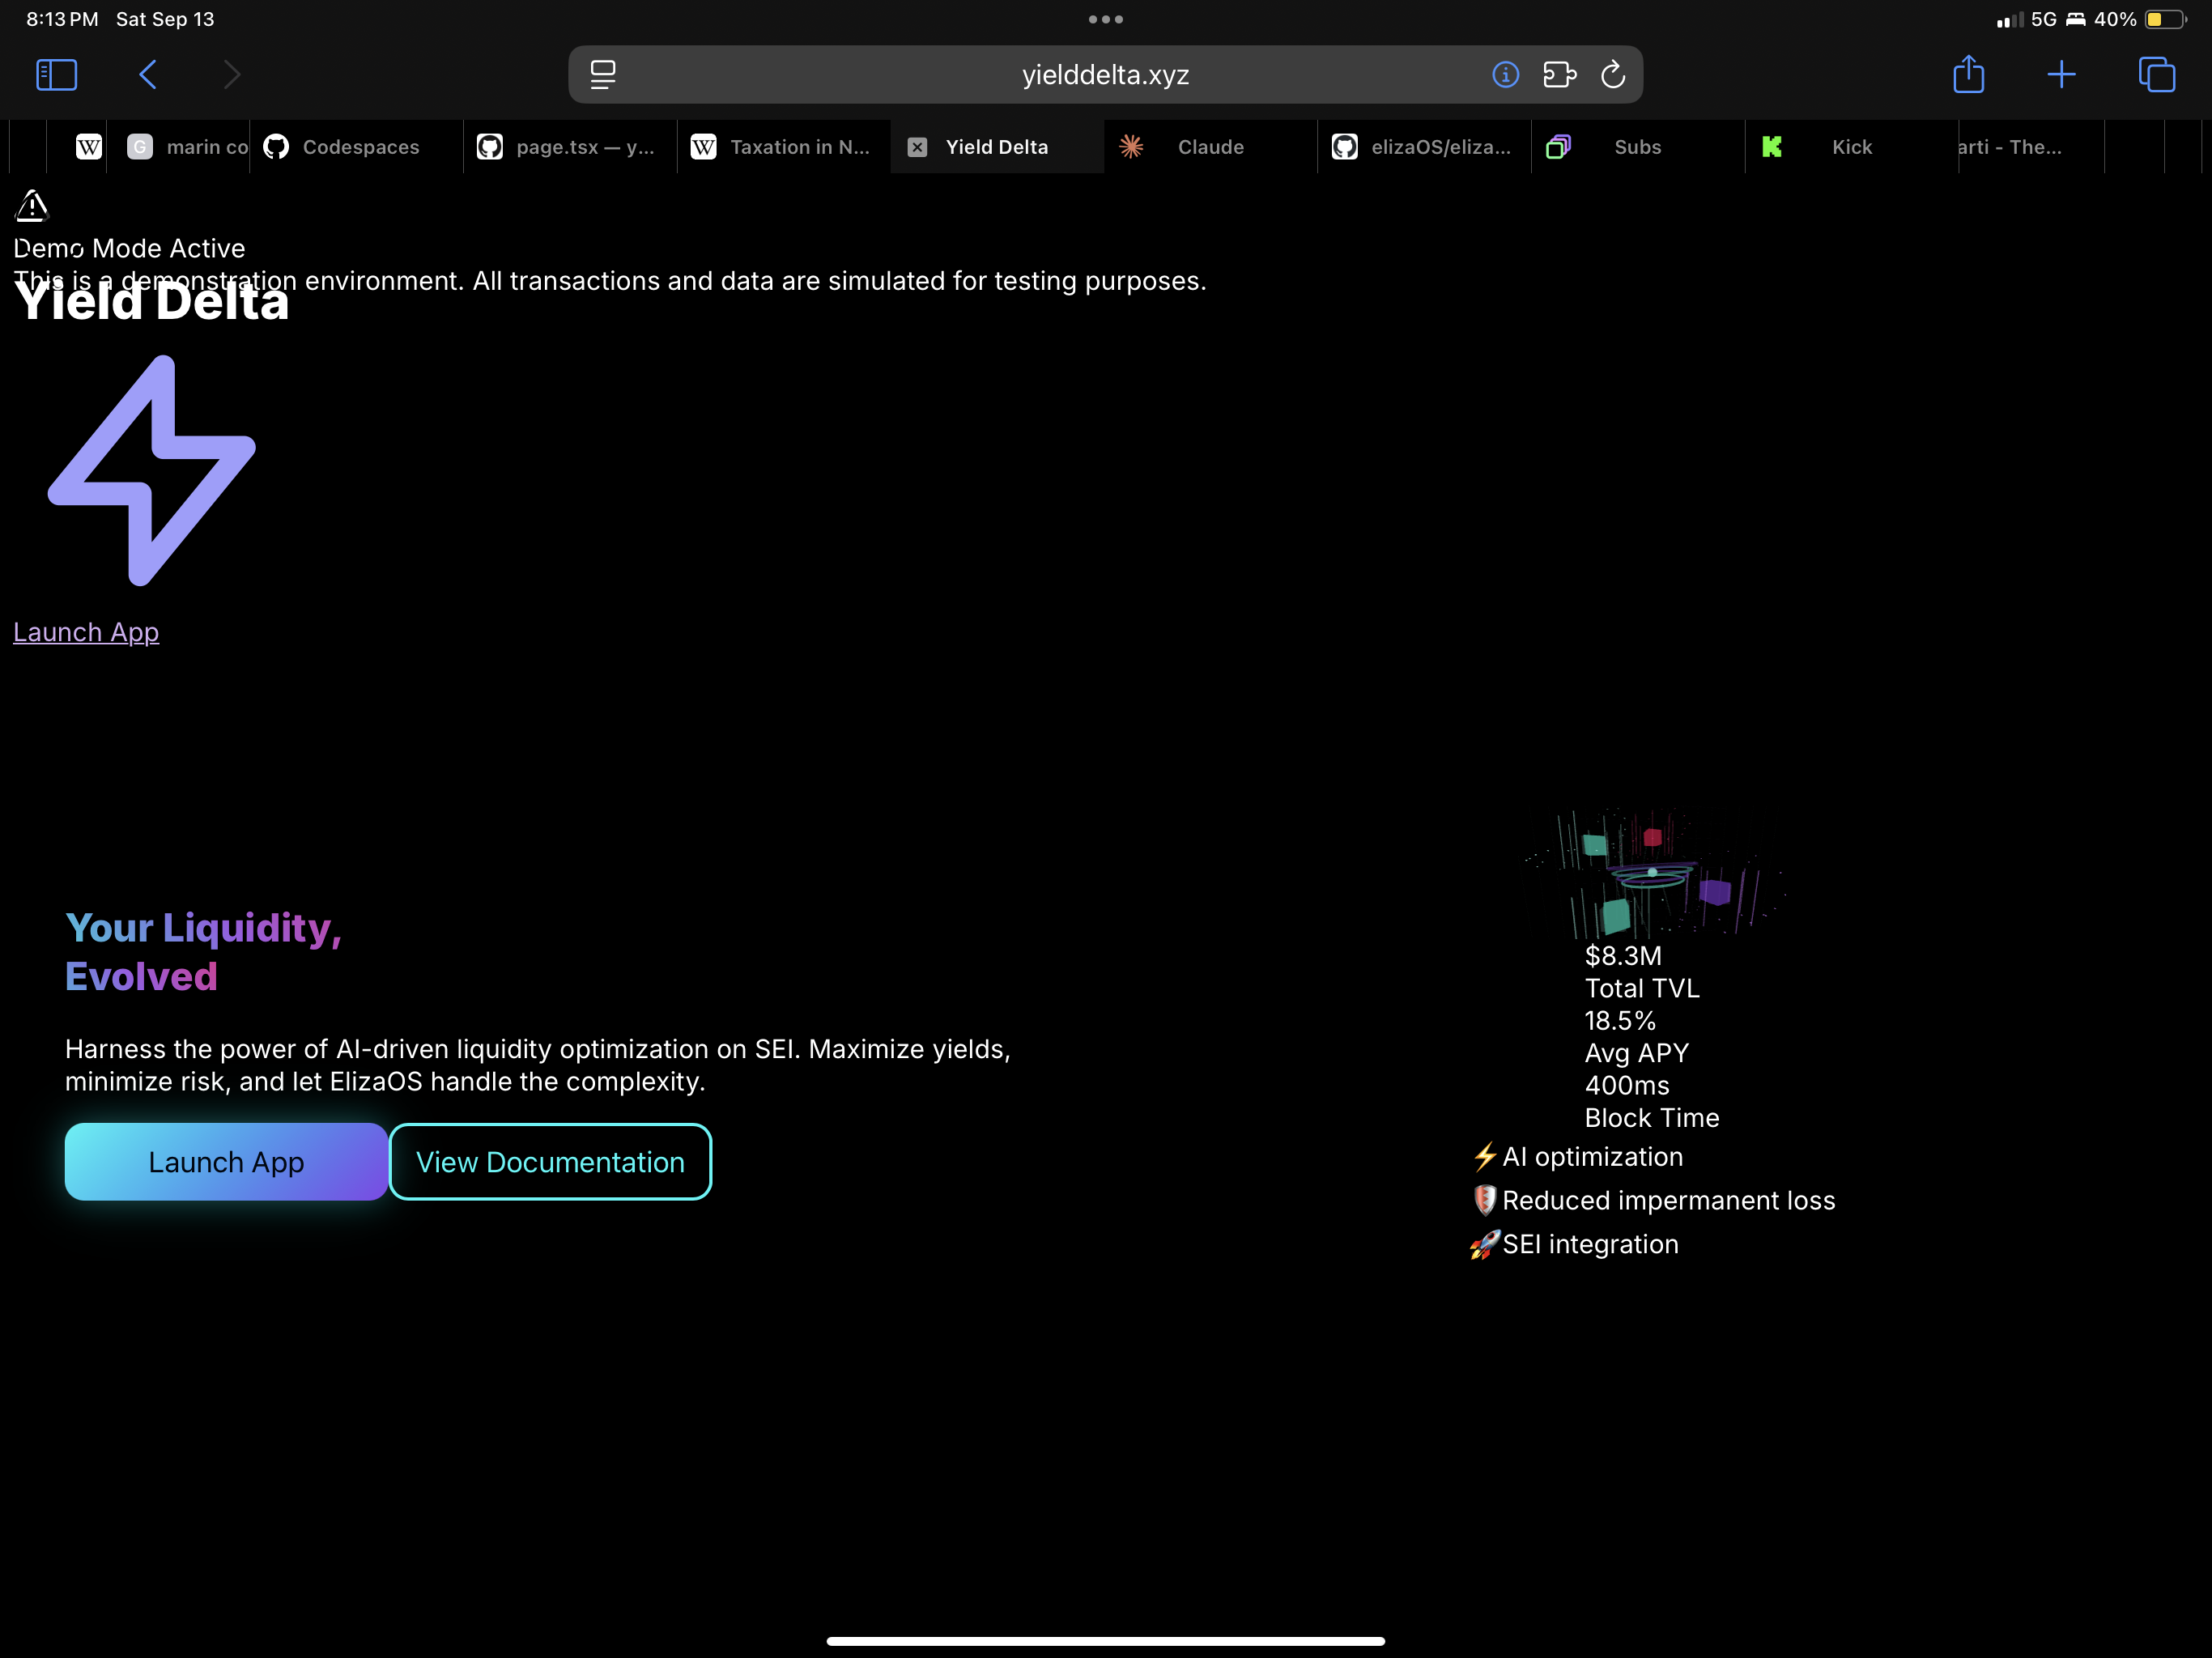 8:13 PM Sat Sep 13
5G 40%
yielddelta.xyz
W G marin co Codespaces page.tsx — y... W Taxation in N... Yield Delta Claude elizaOS/eliza... Subs Kick arti - The...
Demo Mode Active
This is a demonstration environment. All transactions and data are simulated for testing purposes.
Yield Delta
Launch App
Your Liquidity,
Evolved
Harness the power of AI-driven liquidity optimization on SEI. Maximize yields,
minimize risk, and let ElizaOS handle the complexity.
Launch App
View Documentation
$8.3M
Total TVL
18.5%
Avg APY
400ms
Block Time
⚡AI optimization
🛡️Reduced impermanent loss
🚀SEI integration